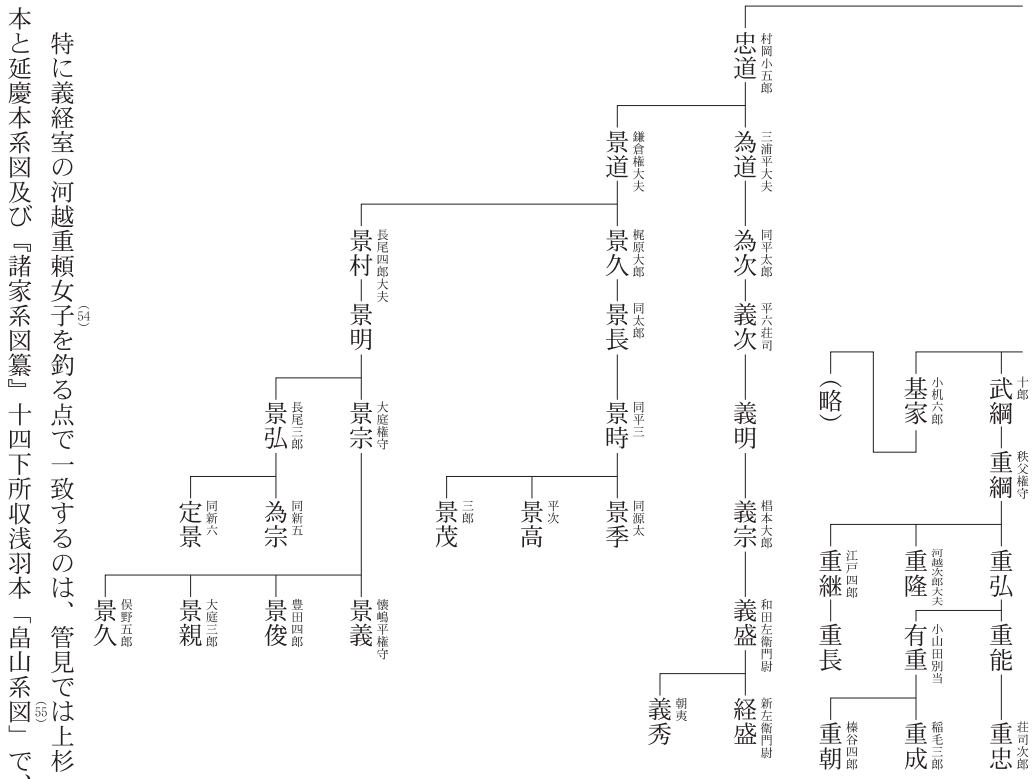 十郎
武綱
秩父権守
重綱
重弘
重能
荘司次郎
重忠
小山田別当
有重
稲毛三郎
重成
榛谷四郎
重朝
河越次郎大夫
重隆
江戸四郎
重継
重長
小机六郎
基家
(略)
村岡小五郎
忠道
三浦平大夫
為道
同平太郎
為次
平六荘司
義次
義明
椙本太郎
義宗
和田左衛門尉
義盛
新左衛門尉
経盛
朝夷
義秀
鎌倉権大夫
景道
梶原大郎
景久
同太郎
景長
同平三
景時
同源太
景季
平次
景高
三郎
景茂
長尾四郎大夫
景村
景明
大庭権守
景宗
懐嶋平権守
景義
豊田四郎
景俊
大庭三郎
景親
俣野五郎
景久
長尾三郎
景弘
同新五
為宗
同新六
定景
特に義経室の河越重頼女子(54)を釣る点で一致するのは、管見では上杉
本と延慶本系図及び『諸家系図纂』十四下所収浅羽本「畠山系図(55)」で、